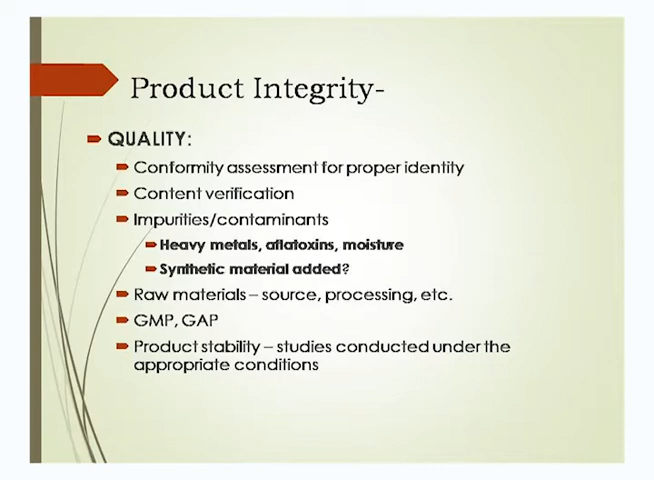 Product Integrity-
QUALITY:
Conformity assessment for proper identity
Content verification
Impurities/contaminants
Heavy metals, aflatoxins, moisture
Synthetic material added?
Raw materials – source, processing, etc.
GMP, GAP
Product stability – studies conducted under the
appropriate conditions